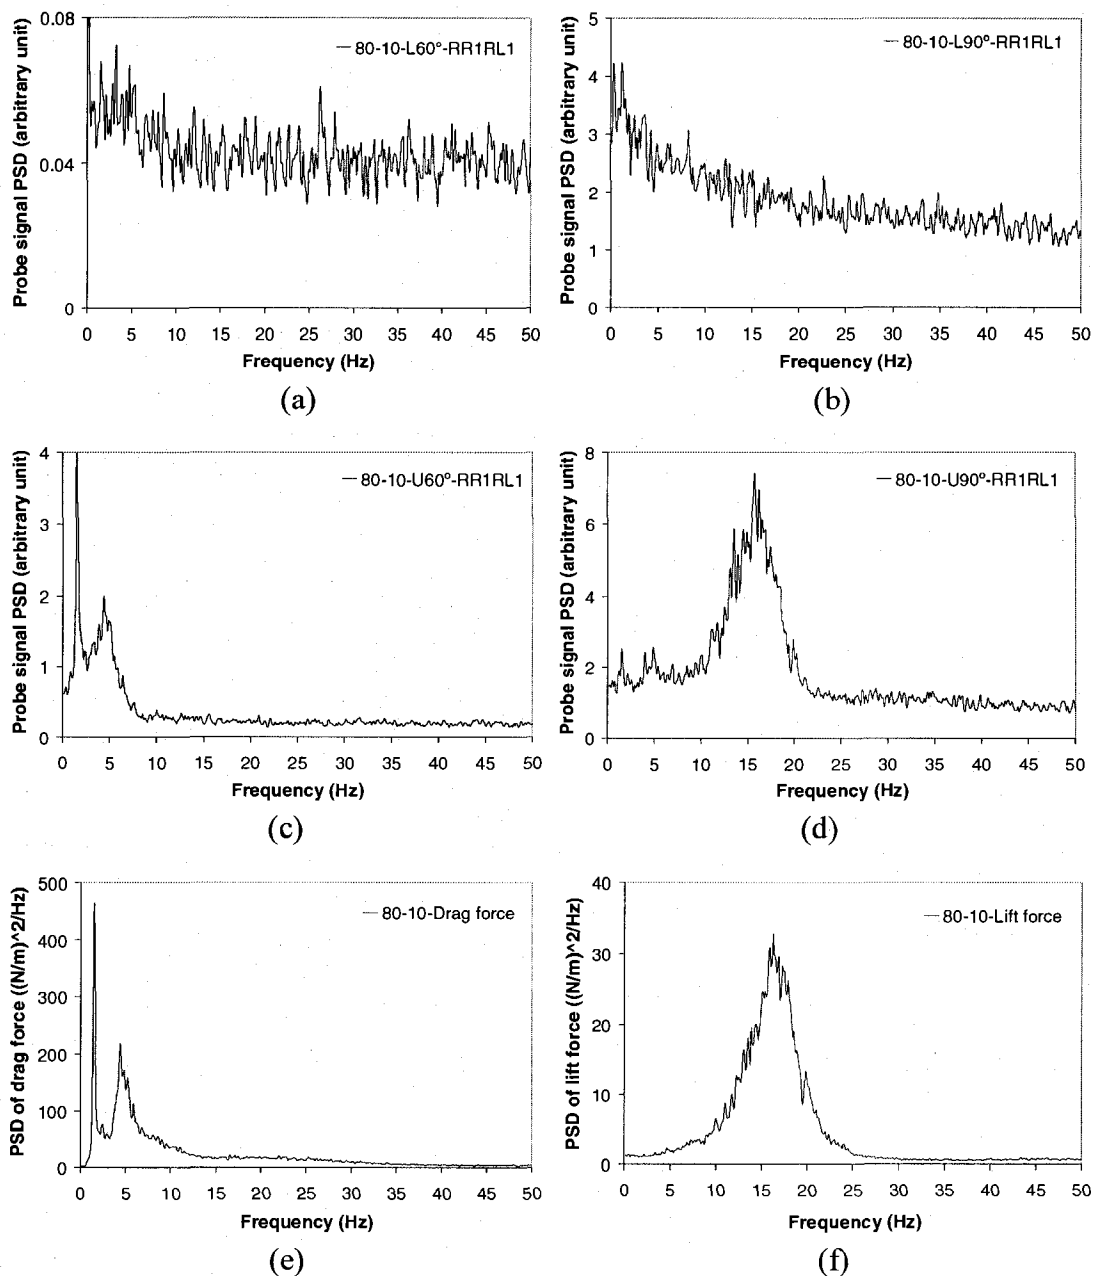 Probe signal PSD (arbitrary unit)
0.08
0.04
0
80-10-L60°-RR1RL1
0 5 10 15 20 25 30 35 40 45 50
Frequency (Hz)
(a)
Probe signal PSD (arbitrary unit)
5
4
3
2
1
0
80-10-L90º-RR1RL1
0 5 10 15 20 25 30 35 40 45 50
Frequency (Hz)
(b)
Probe signal PSD (arbitrary unit)
4
3
2
1
0
80-10-U60º-RR1RL1
0 5 10 15 20 25 30 35 40 45 50
Frequency (Hz)
(c)
Probe signal PSD (arbitrary unit)
8
6
4
2
0
80-10-U90º-RR1RL1
0 5 10 15 20 25 30 35 40 45 50
Frequency (Hz)
(d)
PSD of drag force ((N/m)^2/Hz)
500
400
300
200
100
0
80-10-Drag force
0 5 10 15 20 25 30 35 40 45 50
Frequency (Hz)
(e)
PSD of lift force ((N/m)^2/Hz)
40
30
20
10
0
80-10-Lift force
0 5 10 15 20 25 30 35 40 45 50
Frequency (Hz)
(f)